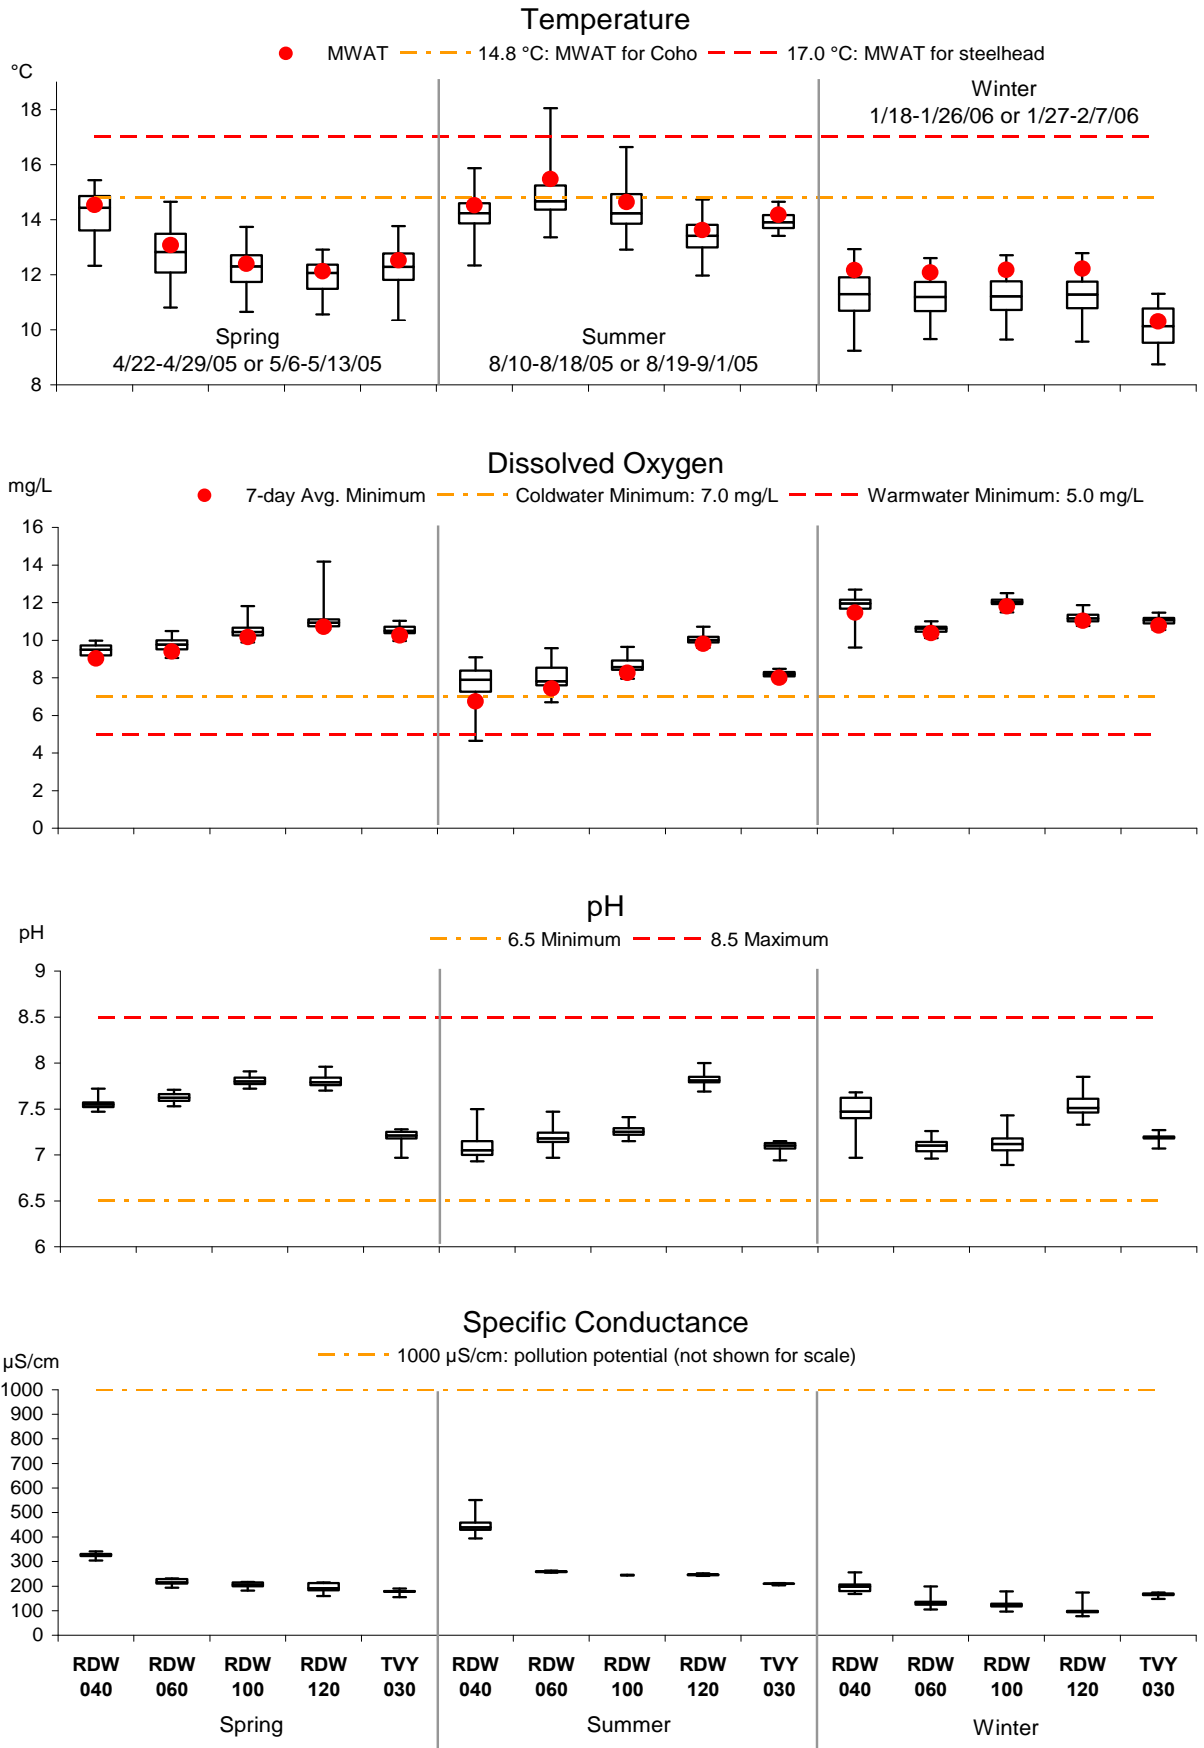 Temperature
MWAT 14.8 °C: MWAT for Coho 17.0 °C: MWAT for steelhead
°C
18
16
14
12
10
8
Spring
4/22-4/29/05 or 5/6-5/13/05
Summer
8/10-8/18/05 or 8/19-9/1/05
Winter
1/18-1/26/06 or 1/27-2/7/06
Dissolved Oxygen
mg/L
7-day Avg. Minimum Coldwater Minimum: 7.0 mg/L Warmwater Minimum: 5.0 mg/L
16
14
12
10
8
6
4
2
0
pH
pH
6.5 Minimum 8.5 Maximum
9
8.5
8
7.5
7
6.5
6
Specific Conductance
1000 µS/cm: pollution potential (not shown for scale)
µS/cm
1000
900
800
700
600
500
400
300
200
100
0
RDW RDW RDW RDW TVY RDW RDW RDW RDW TVY RDW RDW RDW RDW TVY
040 060 100 120 030 040 060 100 120 030 040 060 100 120 030
Spring Summer Winter